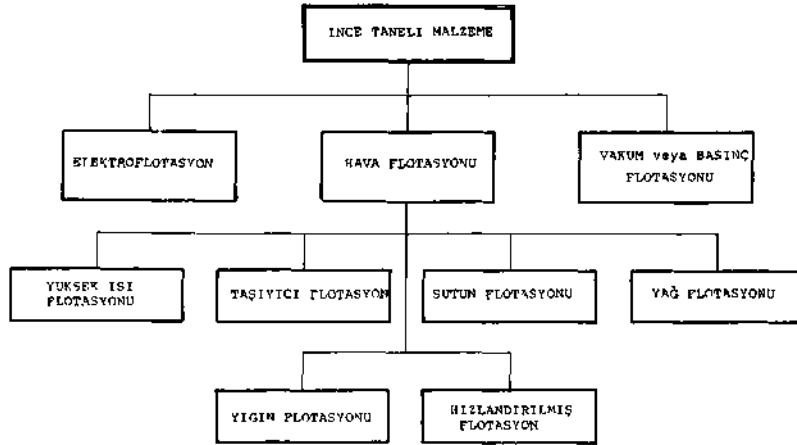 INCE TANELİ MALZEME
ELEKTROFLOTASYON
HAVA FLOTASYONU
VAKUM veya BASINÇ
FLOTASYONU
YUKSEK ISI
FLOTASYONU
TAŞIYICI FLOTASYON
SUTUN FLOTASYONU
YAĞ FLOTASYONU
YIGIN FLOTASYONU
HIZLANDIRILMIŞ
FLOTASYON